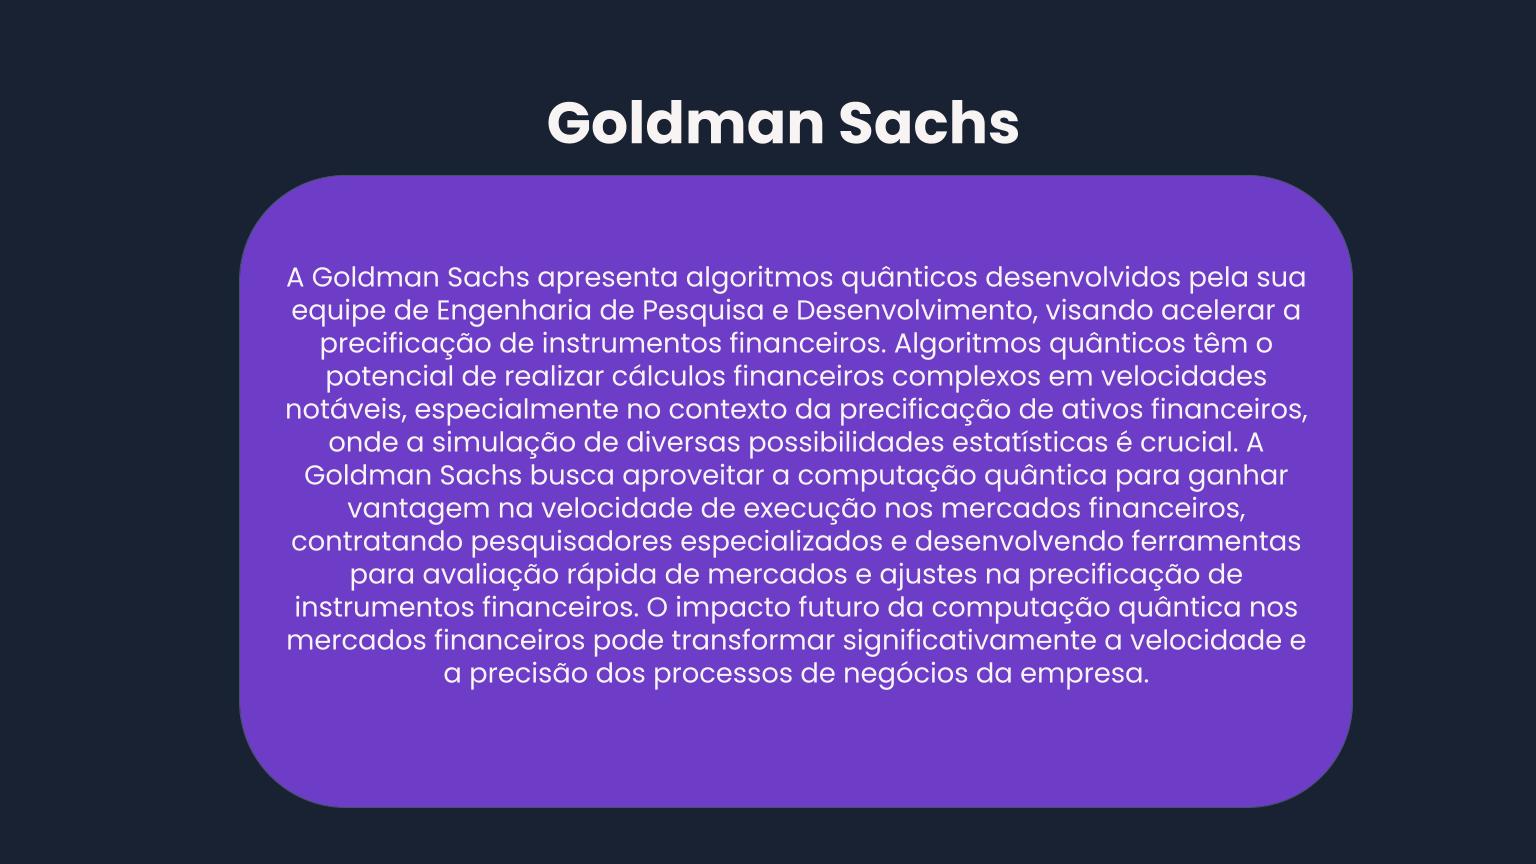 Goldman Sachs
A Goldman Sachs apresenta algoritmos quânticos desenvolvidos pela sua
equipe de Engenharia de Pesquisa e Desenvolvimento, visando acelerar a
precificação de instrumentos financeiros. Algoritmos quânticos têm o
potencial de realizar cálculos financeiros complexos em velocidades
notáveis, especialmente no contexto da precificação de ativos financeiros,
onde a simulação de diversas possibilidades estatísticas é crucial. A
Goldman Sachs busca aproveitar a computação quântica para ganhar
vantagem na velocidade de execução nos mercados financeiros,
contratando pesquisadores especializados e desenvolvendo ferramentas
para avaliação rápida de mercados e ajustes na precificação de
instrumentos financeiros. O impacto futuro da computação quântica nos
mercados financeiros pode transformar significativamente a velocidade e
a precisão dos processos de negócios da empresa.